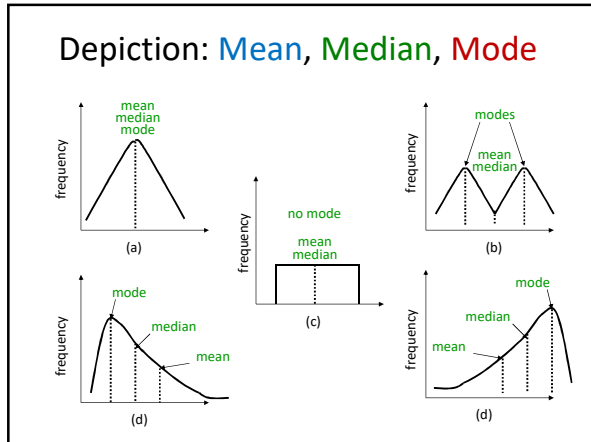 Depiction: Mean, Median, Mode
mean
median
mode
frequency
(a)
modes
mean
median
frequency
(b)
no mode
mean
median
frequency
(c)
mode
median
mean
frequency
(d)
mode
median
mean
frequency
(d)